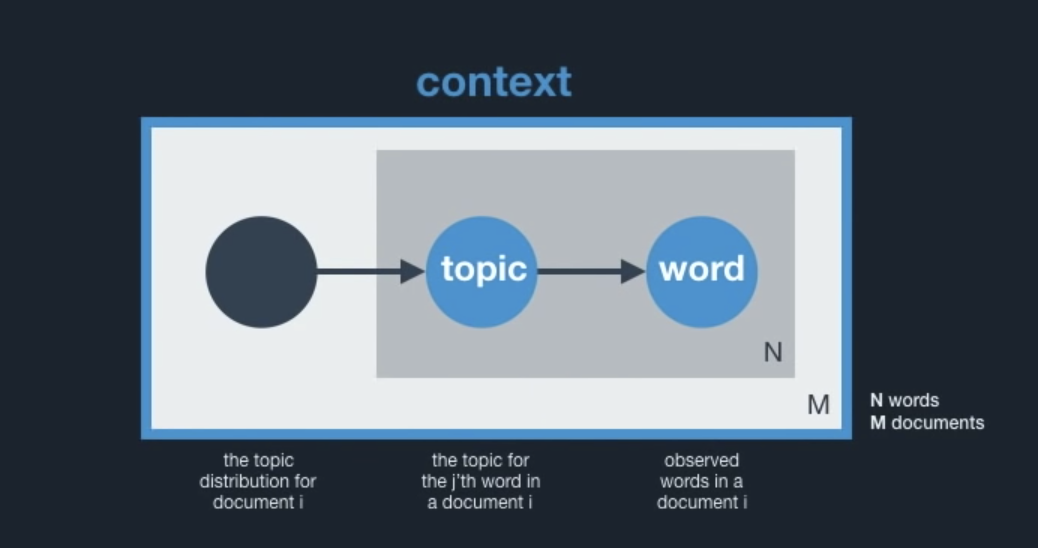 context
topic
word
N
M
N words
M documents
the topic
distribution for
document i
the topic for
the j'th word in
a document i
observed
words in a
document i